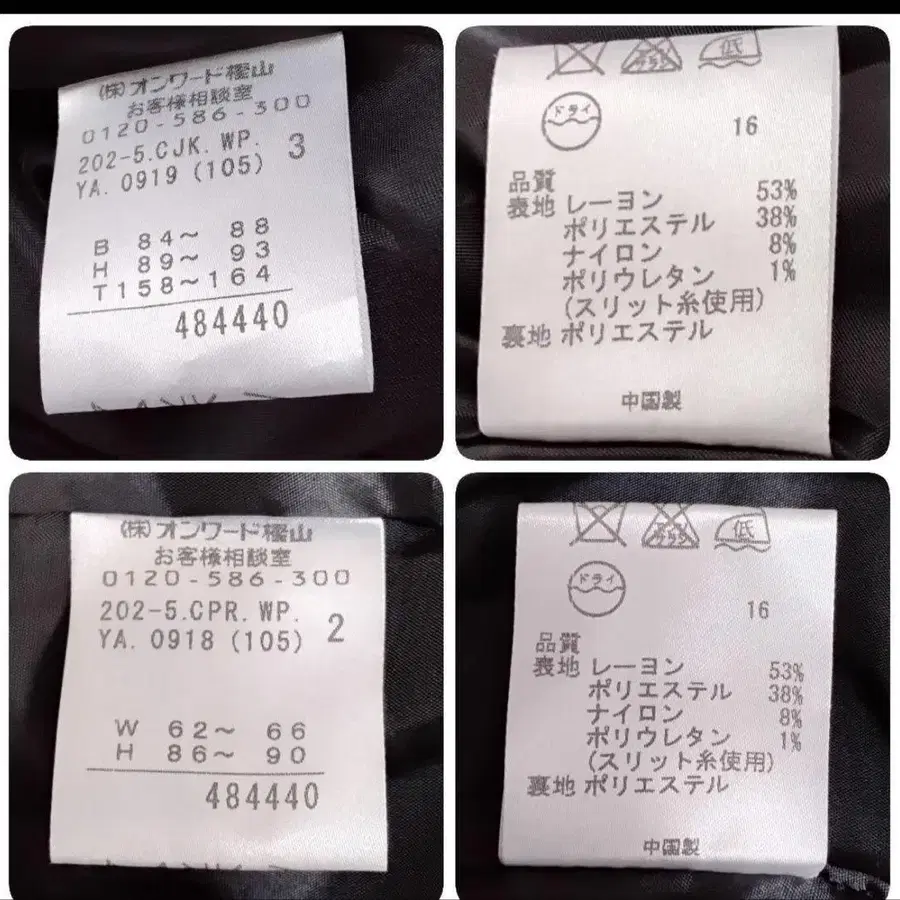 (株)オンワード樫山
お客様相談室
0120-586-300
202-5.CJK.WP. 3
YA. 0919 (105)
B 84～ 88
H 89～ 93
T158～164
484440
低
ドライ
16
品質
表地 レーヨン 53%
ポリエステル 38%
ナイロン 8%
ポリウレタン 1%
(スリット糸使用)
裏地 ポリエステル
中国製
(株)オンワード樫山
お客様相談室
0120-586-300
202-5.CPR.WP. 2
YA. 0918 (105)
W 62～ 66
H 86～ 90
484440
低
ドライ
16
品質
表地 レーヨン 53%
ポリエステル 38%
ナイロン 8%
ポリウレタン 1%
(スリット糸使用)
裏地 ポリエステル
中国製